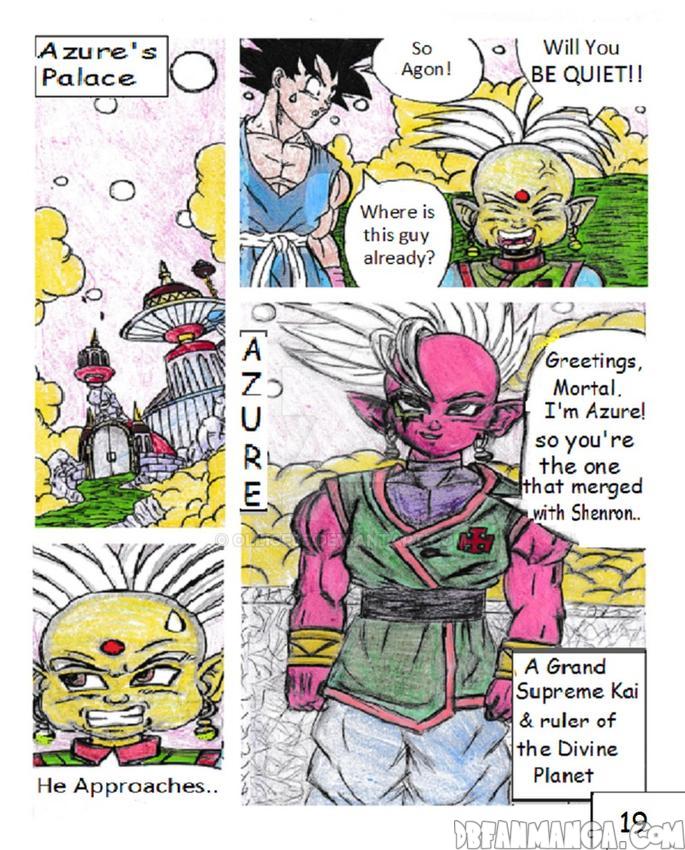 Azure's
Palace
So
Agon!
Will You
BE QUIET!!
Where is
this guy
already?
He Approaches..
AZURE
Greetings,
Mortal.
I'm Azure!
so you're
the one
that merged
with Shenron..
A Grand
Supreme Kai
& ruler of
the Divine
Planet
19
DBFANMANGA.COM